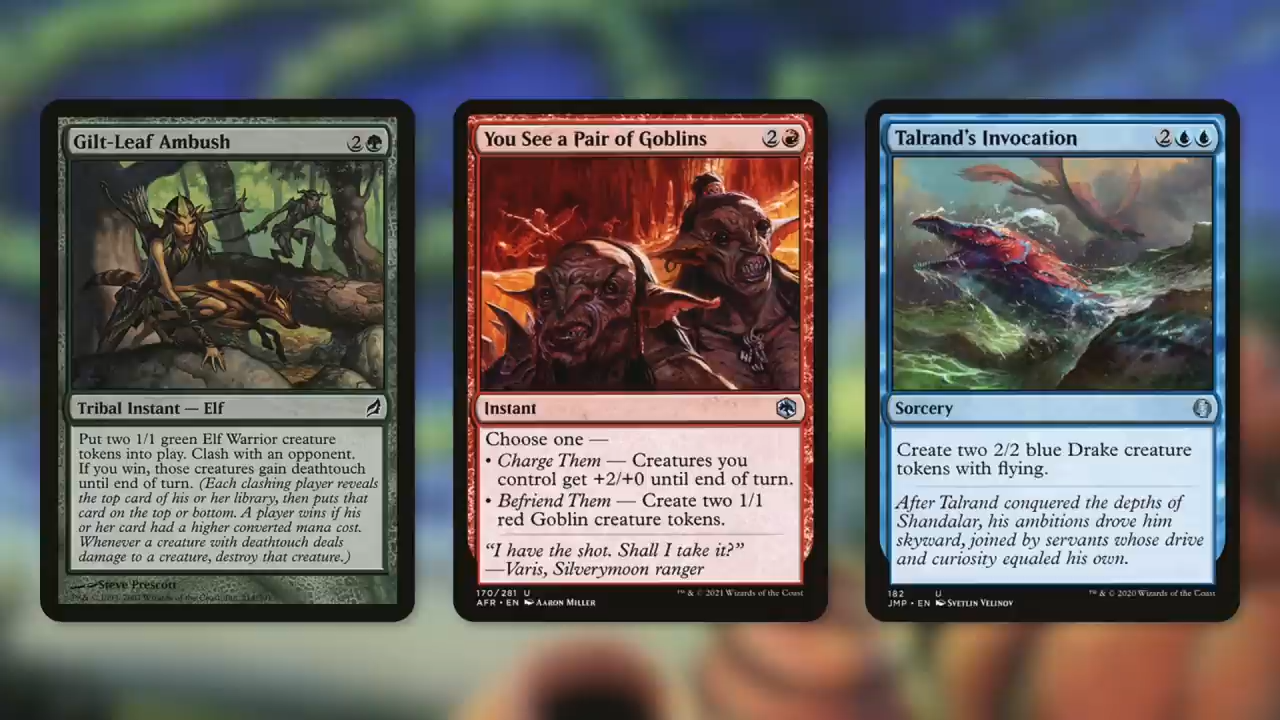 Gilt-Leaf Ambush 2
Tribal Instant — Elf
Put two 1/1 green Elf Warrior creature
tokens into play. Clash with an opponent.
If you win, those creatures gain deathtouch
until end of turn. (Each clashing player reveals
the top card of his or her library, then puts that
card on the top or bottom. A player wins if his
or her card had a higher converted mana cost.
Whenever a creature with deathtouch deals
damage to a creature, destroy that creature.)
Steve Prescott
You See a Pair of Goblins 2
Instant
Choose one —
• Charge Them — Creatures you
control get +2/+0 until end of turn.
• Befriend Them — Create two 1/1
red Goblin creature tokens.
“I have the shot. Shall I take it?”
—Varis, Silverymoon ranger
170/281 U
AFR • EN Aaron Miller
™ & © 2021 Wizards of the Coast
Talrand’s Invocation 2
Sorcery
Create two 2/2 blue Drake creature
tokens with flying.
After Talrand conquered the depths of
Shandalar, his ambitions drove him
skyward, joined by servants whose drive
and curiosity equaled his own.
182 U
JMP • EN Svetlin Velinov
™ & © 2020 Wizards of the Coast